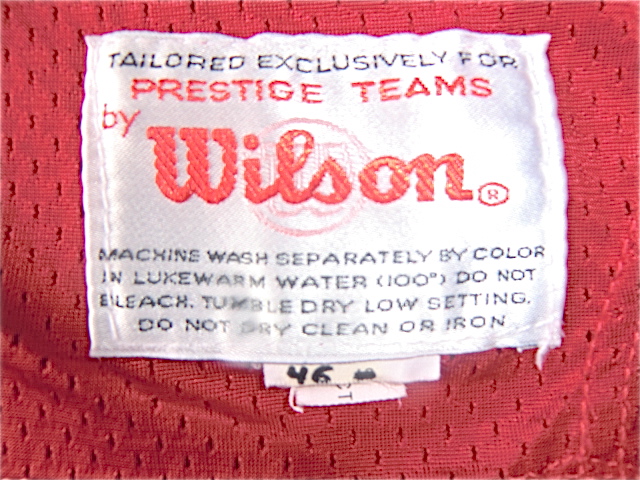 TAILORED EXCLUSIVELY FOR
PRESTIGE TEAMS
by
Wilson®
MACHINE WASH SEPARATELY BY COLOR
IN LUKEWARM WATER (100°) DO NOT
BLEACH. TUMBLE DRY LOW SETTING.
DO NOT DRY CLEAN OR IRON
46
CT